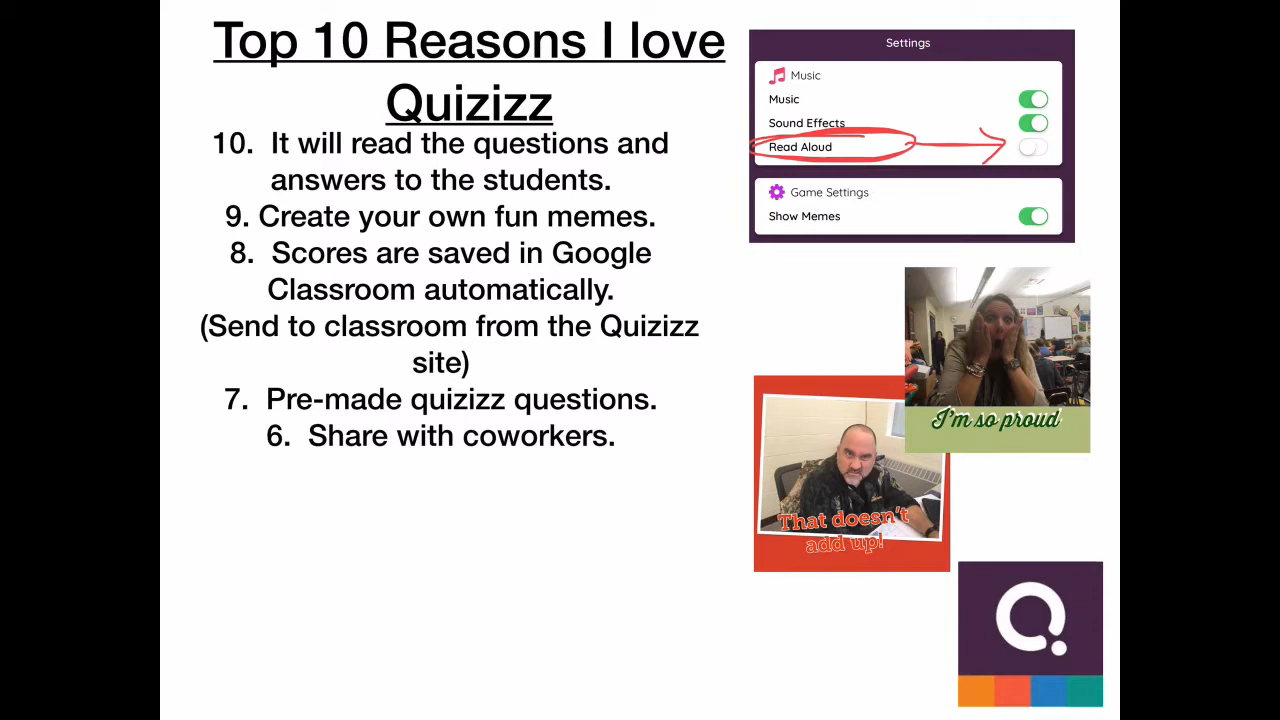 Top 10 Reasons I love
Quizizz
10. It will read the questions and
answers to the students.
9. Create your own fun memes.
8. Scores are saved in Google
Classroom automatically.
(Send to classroom from the Quizizz
site)
7. Pre-made quizizz questions.
6. Share with coworkers.
Settings
Music
Music
Sound Effects
Read Aloud
Game Settings
Show Memes
I'm so proud
That doesn't
add up!
Q